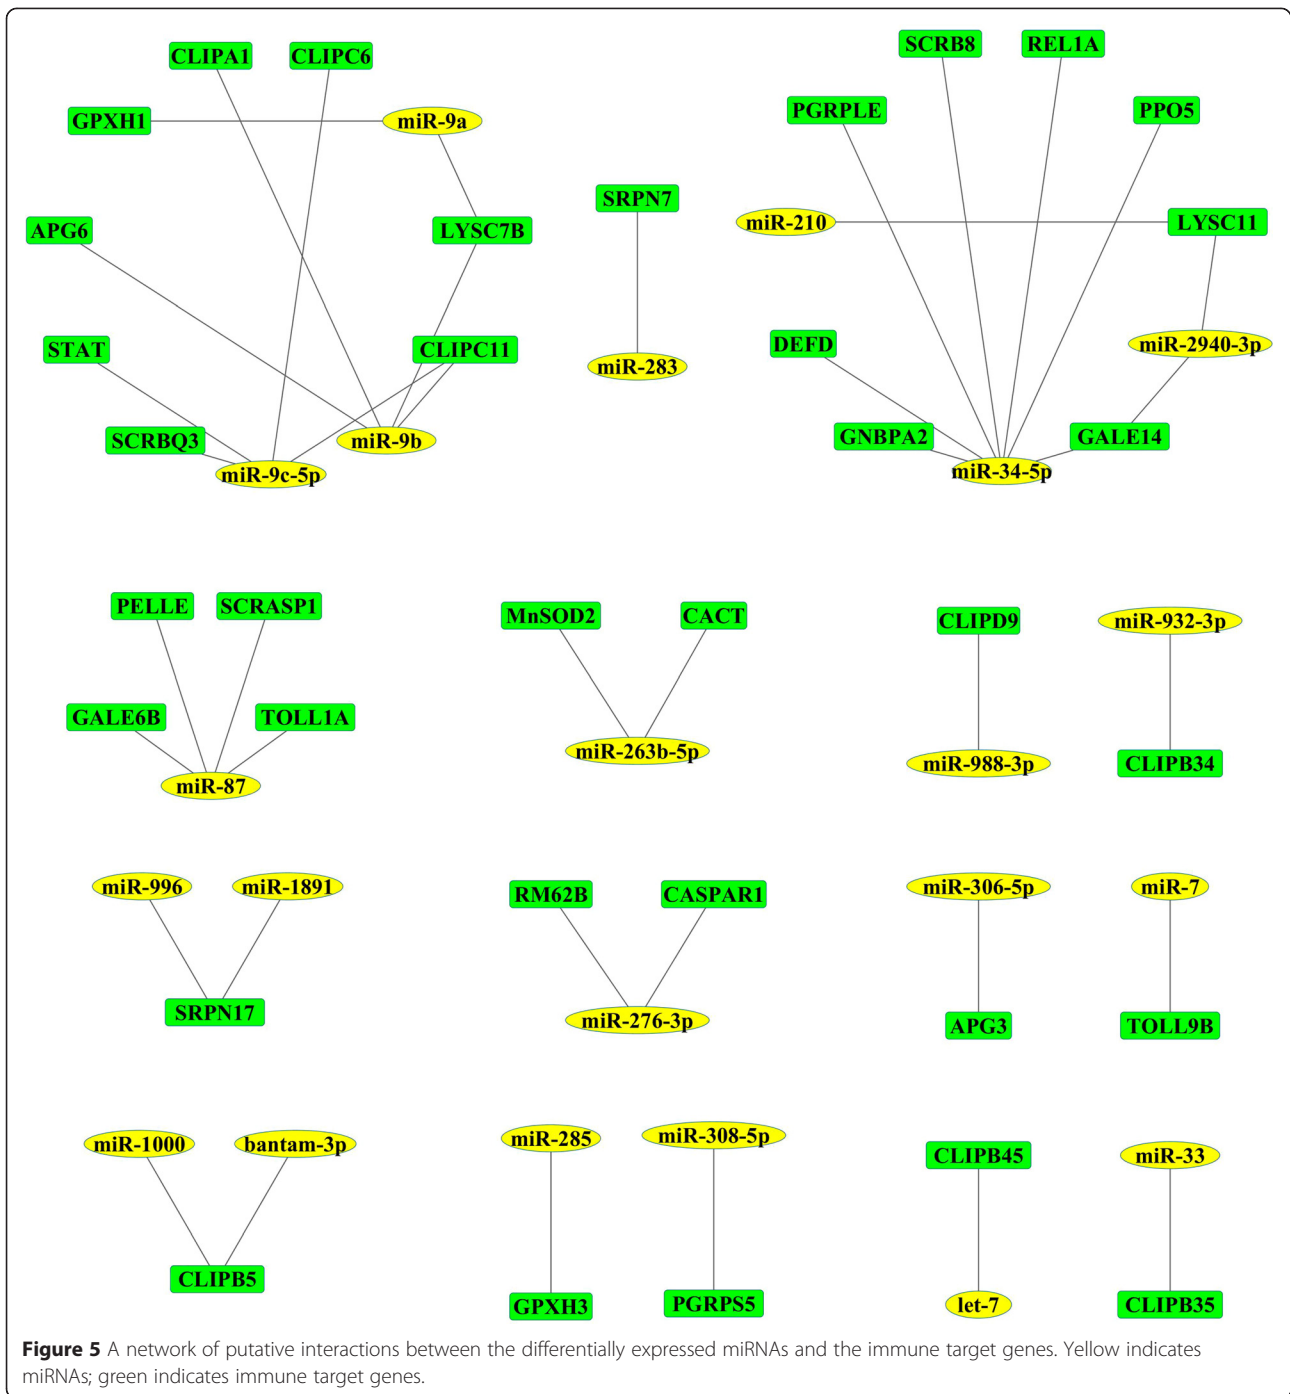 CLIPA1 CLIPC6
GPXH1 miR-9a
APG6 LYSC7B
STAT CLIPC11
SCRBQ3 miR-9b
miR-9c-5p
SRPN7
miR-283
SCRB8 REL1A
PGRPLE PPO5
miR-210 LYSC11
DEFD miR-2940-3p
GNBPA2 GALE14
miR-34-5p
PELLE SCRASP1
GALE6B TOLL1A
miR-87
MnSOD2 CACT
miR-263b-5p
CLIPD9 miR-932-3p
miR-988-3p CLIPB34
miR-996 miR-1891
SRPN17
RM62B CASPAR1
miR-276-3p
miR-306-5p miR-7
APG3 TOLL9B
miR-1000 bantam-3p
CLIPB5
miR-285 miR-308-5p
GPXH3 PGRPS5
CLIPB45 miR-33
let-7 CLIPB35
Figure 5 A network of putative interactions between the differentially expressed miRNAs and the immune target genes. Yellow indicates
miRNAs; green indicates immune target genes.